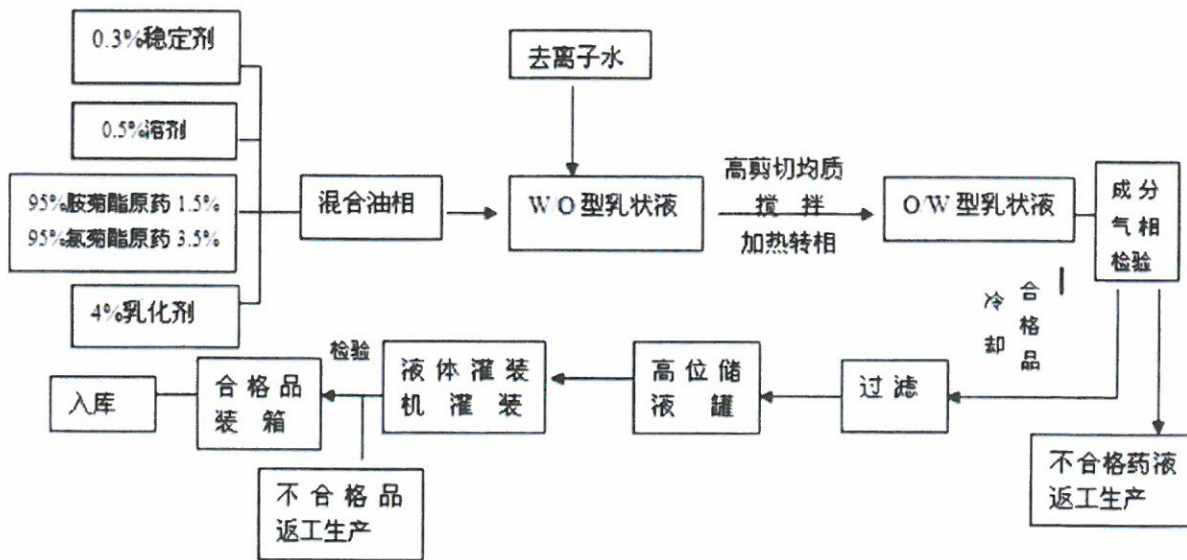 0.3%稳定剂
去离子水
0.5%溶剂
95%胺菊酯原药 1.5%
95%氯菊酯原药 3.5%
混合油相
W/O 型乳状液
高剪切均质
搅 拌
加热转相
O/W 型乳状液
成分
气相
检验
4%乳化剂
冷却
合格品
入库
合格品
装箱
检验
液体灌装
机灌装
高位储
液罐
过滤
不合格品
返工生产
不合格药液
返工生产